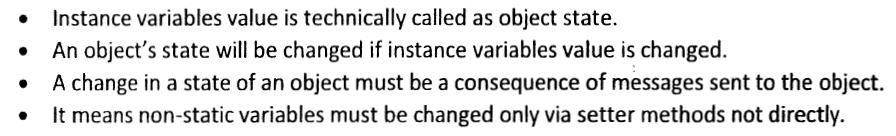 • Instance variables value is technically called as object state.
• An object's state will be changed if instance variables value is changed.
• A change in a state of an object must be a consequence of messages sent to the object.
• It means non-static variables must be changed only via setter methods not directly.